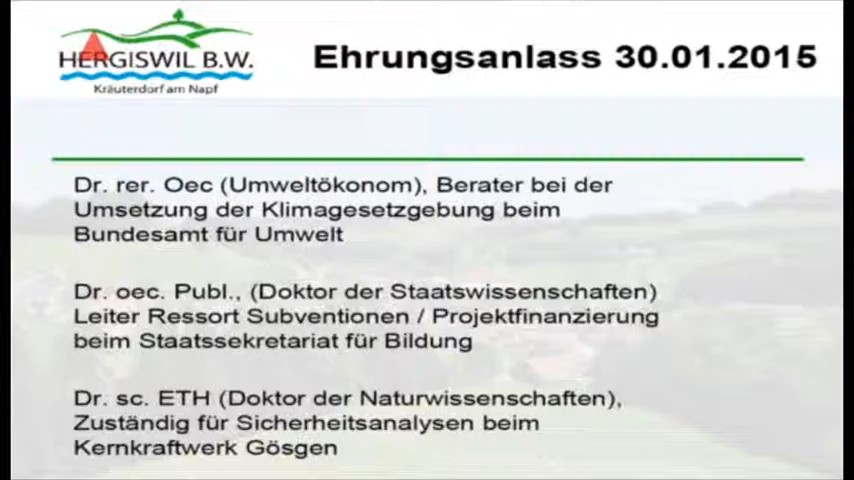 HERGISWIL B.W.
Kräuterdorf am Napf
Ehrungsanlass 30.01.2015
Dr. rer. Oec (Umweltökonom), Berater bei der
Umsetzung der Klimagesetzgebung beim
Bundesamt für Umwelt
Dr. oec. Publ., (Doktor der Staatswissenschaften)
Leiter Ressort Subventionen / Projektfinanzierung
beim Staatssekretariat für Bildung
Dr. sc. ETH (Doktor der Naturwissenschaften),
Zuständig für Sicherheitsanalysen beim
Kernkraftwerk Gösgen